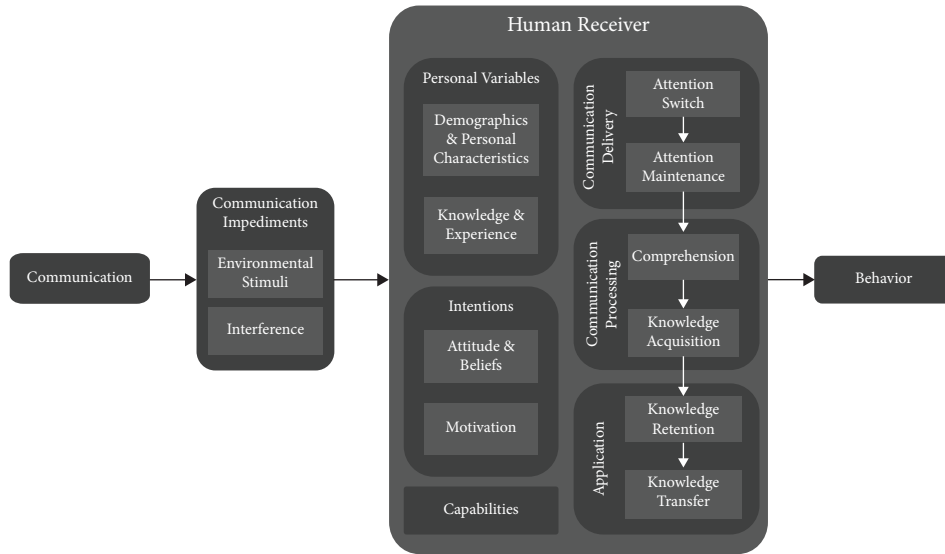 Human Receiver
Communication
Communication
Impediments
Environmental
Stimuli
Interference
Personal Variables
Demographics
& Personal
Characteristics
Knowledge &
Experience
Intentions
Attitude &
Beliefs
Motivation
Capabilities
Communication
Delivery
Attention
Switch
Attention
Maintenance
Communication
Processing
Comprehension
Knowledge
Acquisition
Application
Knowledge
Retention
Knowledge
Transfer
Behavior